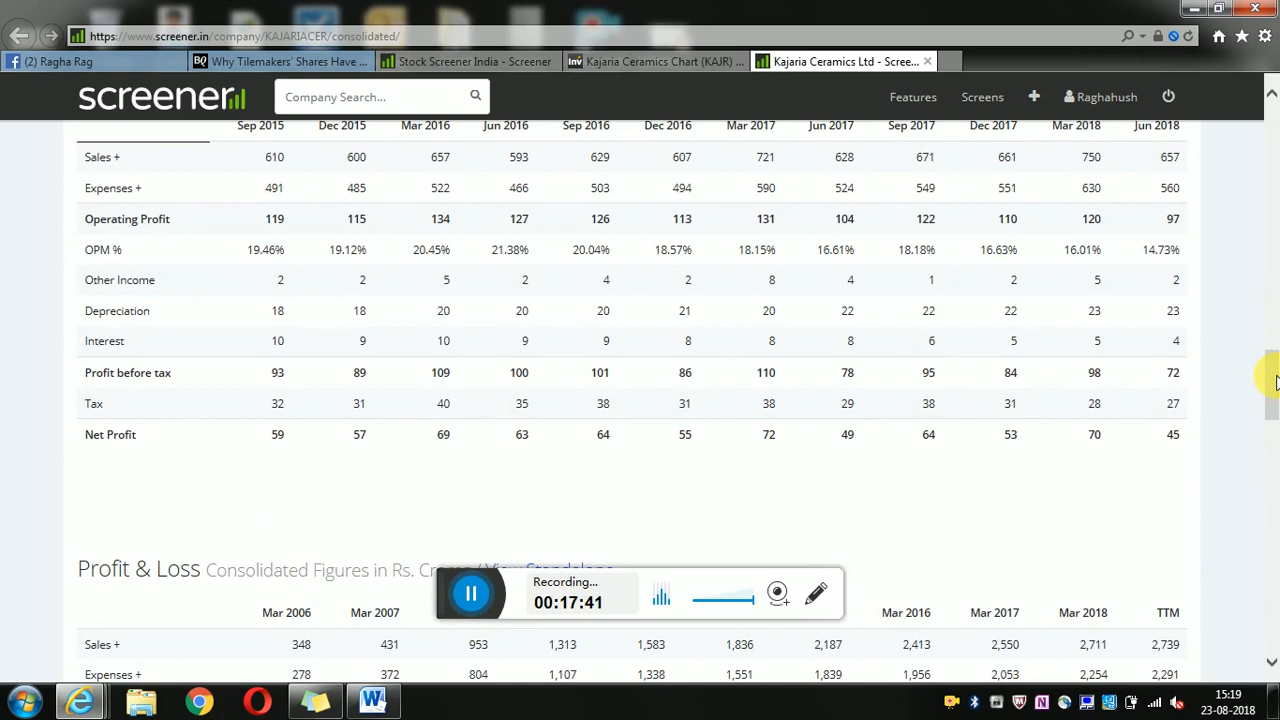 https://www.screener.in/company/KAJARIACER/consolidated/
(2) Ragha Rag
BQ Why Tilemakers' Shares Have ...
Stock Screener India - Screener
Inv Kajaria Ceramics Chart (KAJR) ...
Kajaria Ceramics Ltd - Scree...
screener
Company Search...
Features Screens Raghahush
Sep 2015 Dec 2015 Mar 2016 Jun 2016 Sep 2016 Dec 2016 Mar 2017 Jun 2017 Sep 2017 Dec 2017 Mar 2018 Jun 2018
Sales + 610 600 657 593 629 607 721 628 671 661 750 657
Expenses + 491 485 522 466 503 494 590 524 549 551 630 560
Operating Profit 119 115 134 127 126 113 131 104 122 110 120 97
OPM % 19.46% 19.12% 20.45% 21.38% 20.04% 18.57% 18.15% 16.61% 18.18% 16.63% 16.01% 14.73%
Other Income 2 2 5 2 4 2 8 4 1 2 5 2
Depreciation 18 18 20 20 20 21 20 22 22 22 23 23
Interest 10 9 10 9 9 8 8 8 6 5 5 4
Profit before tax 93 89 109 100 101 86 110 78 95 84 98 72
Tax 32 31 40 35 38 31 38 29 38 31 28 27
Net Profit 59 57 69 63 64 55 72 49 64 53 70 45
Profit & Loss Consolidated Figures in Rs. / View Standalone
Recording...
00:17:41
Mar 2006 Mar 2007 Mar 2016 Mar 2017 Mar 2018 TTM
Sales + 348 431 953 1,313 1,583 1,836 2,187 2,413 2,550 2,711 2,739
Expenses + 278 372 804 1,107 1,338 1,551 1,839 1,956 2,053 2,254 2,291
15:19
23-08-2018